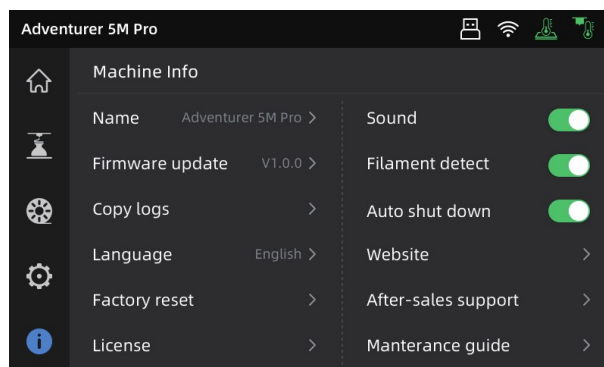 Adventurer 5M Pro
Machine Info
Name Adventurer 5M Pro >
Firmware update V1.0.0 >
Copy logs >
Language English >
Factory reset >
License >
Sound
Filament detect
Auto shut down
Website >
After-sales support >
Manterance guide >